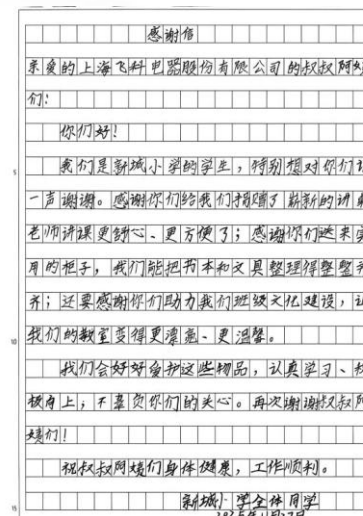 感谢信
亲爱的上海飞科电器股份有限公司的叔叔阿
们:
你们好!
我们是新城小学的学生,特别想对你们
一声谢谢。感谢你们给我们捐赠了崭新的讲
老师讲课更舒心、更方便了;感谢你们送来
用的柜子,我们能把书本和文具整理得整整
齐;还要感谢你们助力我们班级文化建设,
我们的教室变得更漂亮、更温馨。
我们会好好爱护这些物品,认真学习、
极向上,不辜负你们的关心。再次谢谢叔叔阿
姨们!
祝叔叔阿姨们身体健康,工作顺利。
新城小学全体同学
5
10
15